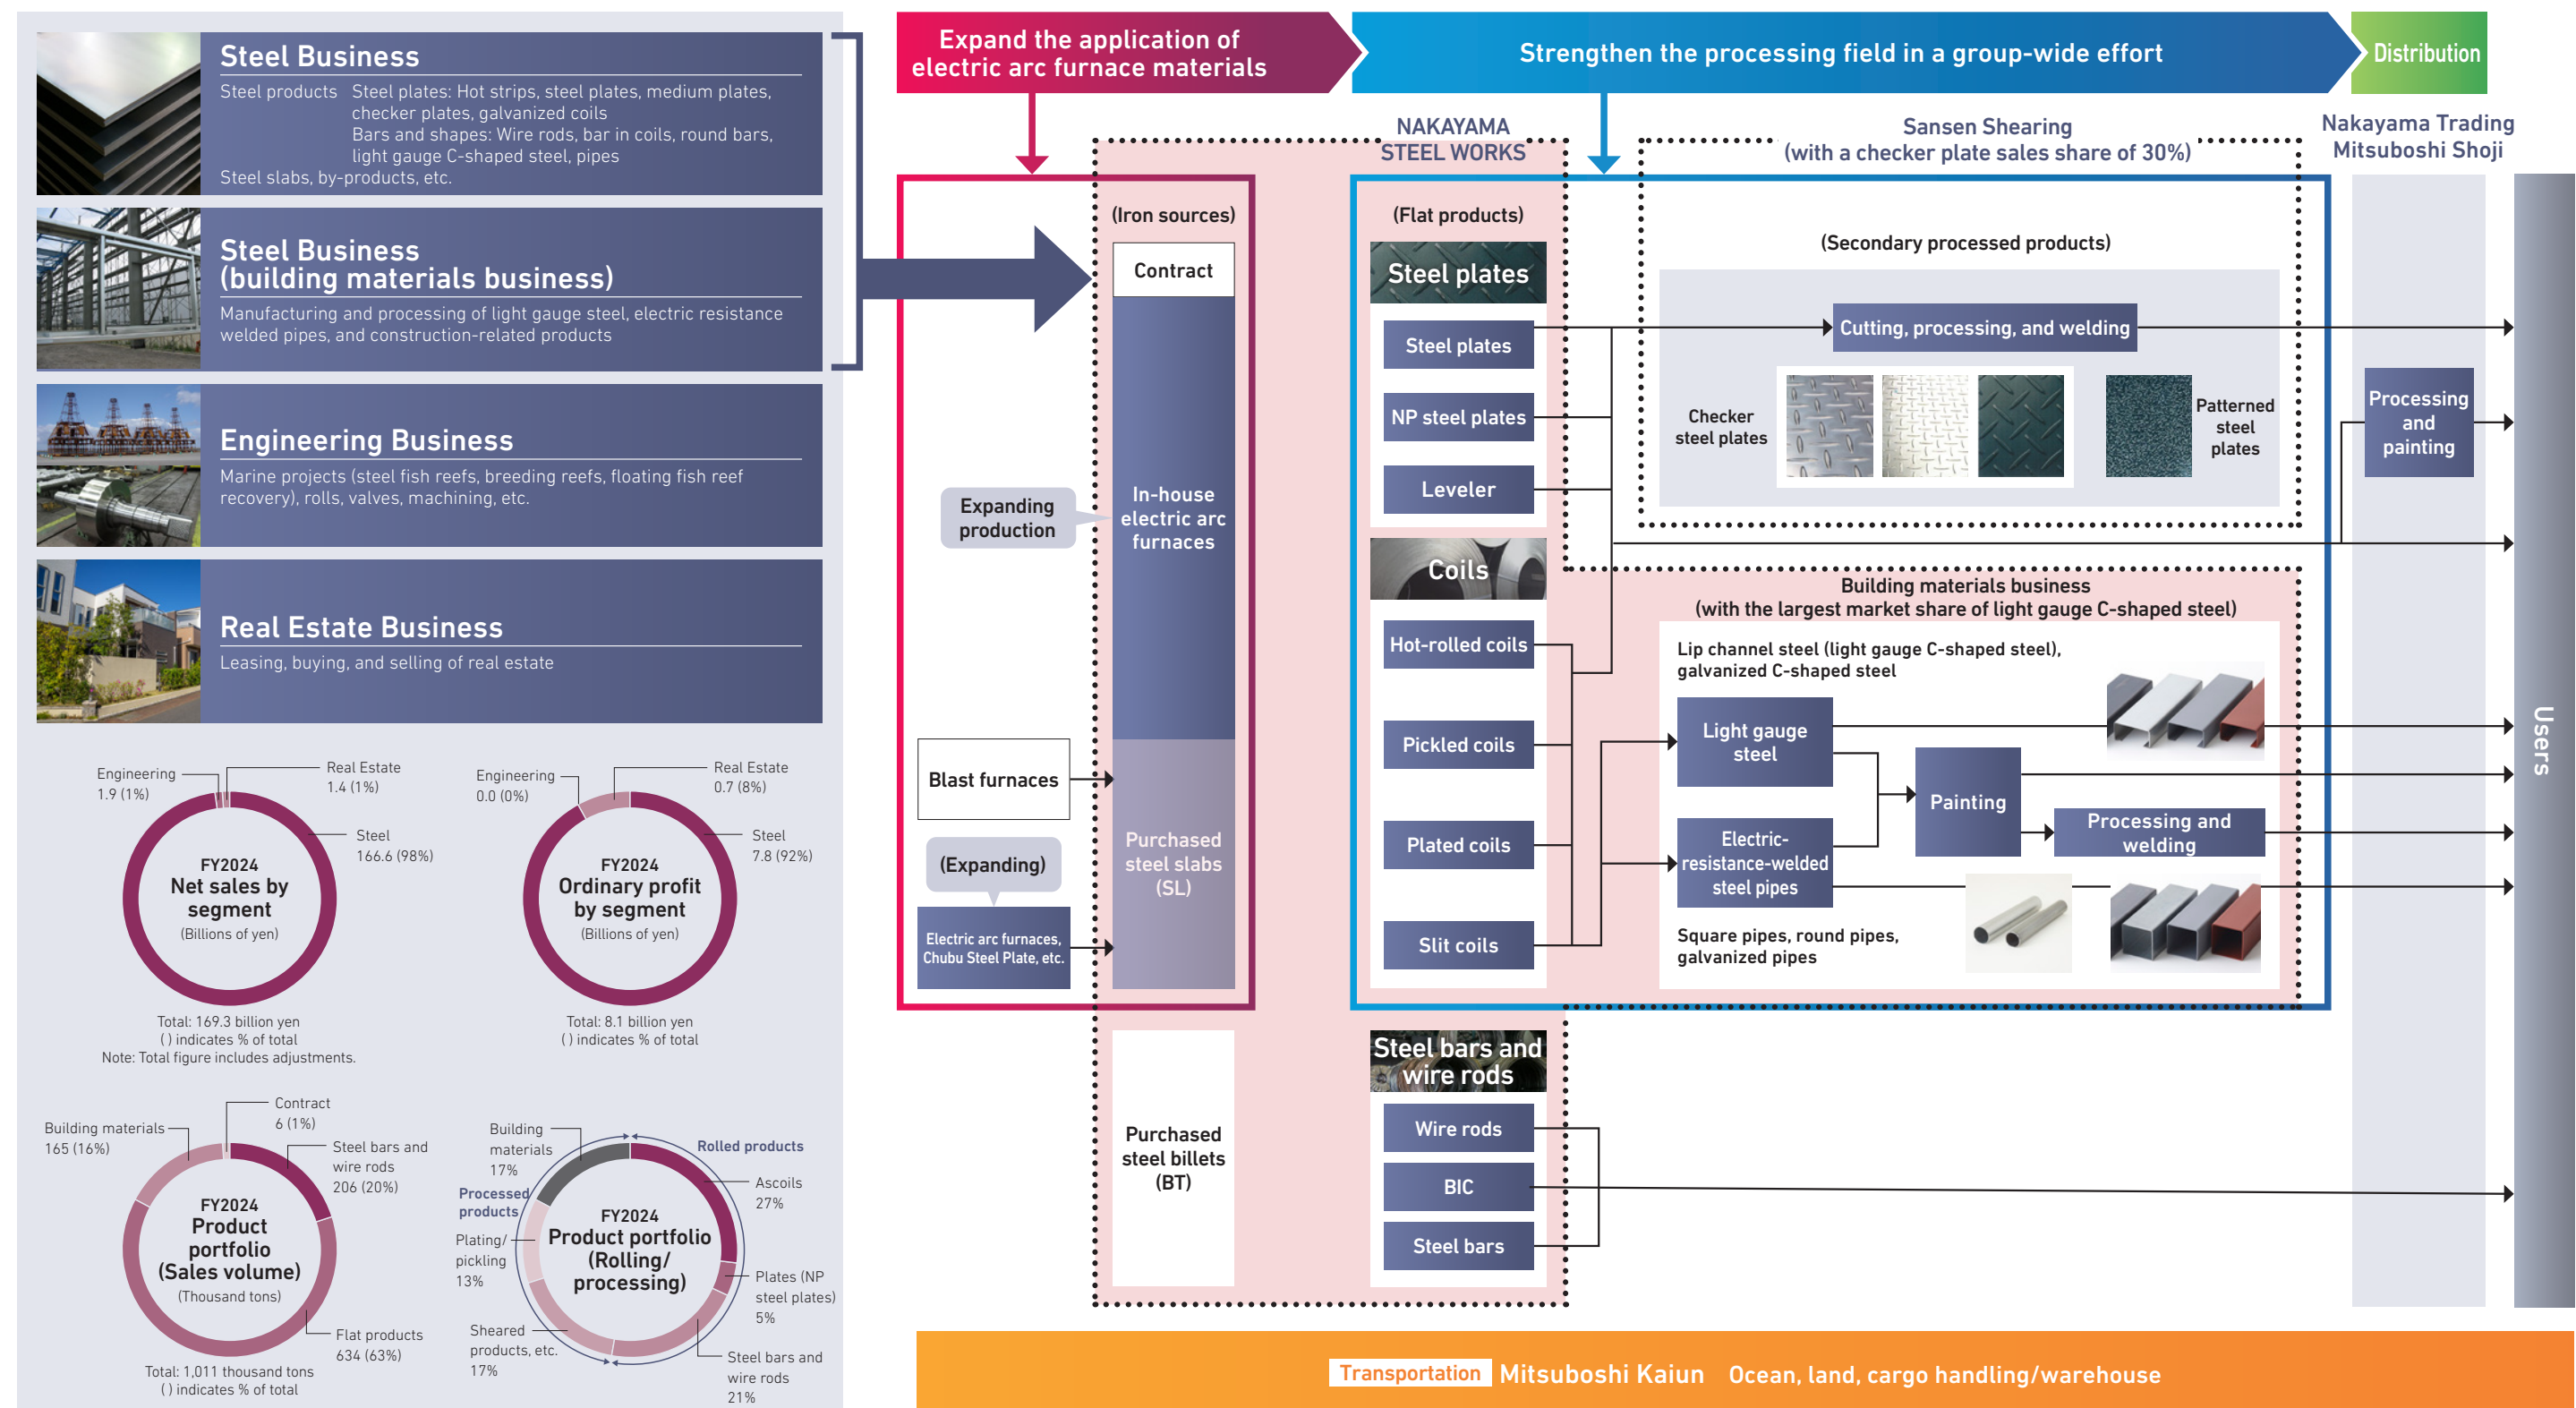 Steel Business
Steel products
Steel plates: Hot strips, steel plates, medium plates,
checker plates, galvanized coils
Bars and shapes: Wire rods, bar in coils, round bars,
light gauge C-shaped steel, pipes
Steel slabs, by-products, etc.
Steel Business
(building materials business)
Manufacturing and processing of light gauge steel, electric resistance
welded pipes, and construction-related products
Engineering Business
Marine projects (steel fish reefs, breeding reefs, floating fish reef
recovery), rolls, valves, machining, etc.
Real Estate Business
Leasing, buying, and selling of real estate
Engineering
1.9 (1%)
Real Estate
1.4 (1%)
Steel
166.6 (98%)
FY2024
Net sales by
segment
(Billions of yen)
Total: 169.3 billion yen
( ) indicates % of total
Note: Total figure includes adjustments.
Engineering
0.0 (0%)
Real Estate
0.7 (8%)
Steel
7.8 (92%)
FY2024
Ordinary profit
by segment
(Billions of yen)
Total: 8.1 billion yen
( ) indicates % of total
Contract
6 (1%)
Building materials
165 (16%)
Steel bars and
wire rods
206 (20%)
FY2024
Product
portfolio
(Sales volume)
(Thousand tons)
Flat products
634 (63%)
Total: 1,011 thousand tons
( ) indicates % of total
Building
materials
17%
Rolled products
Ascoils
27%
Processed
products
FY2024
Product portfolio
(Rolling/
processing)
Plating/
pickling
13%
Plates (NP
steel plates)
5%
Sheared
products, etc.
17%
Steel bars and
wire rods
21%
Expand the application of
electric arc furnace materials
Strengthen the processing field in a group-wide effort
Distribution
NAKAYAMA
STEEL WORKS
Sansen Shearing
(with a checker plate sales share of 30%)
Nakayama Trading
Mitsuboshi Shoji
(Iron sources)
Contract
In-house
electric arc
furnaces
Expanding
production
Blast furnaces
(Expanding)
Electric arc furnaces,
Chubu Steel Plate, etc.
Purchased
steel slabs
(SL)
Purchased
steel billets
(BT)
(Flat products)
Steel plates
Steel plates
NP steel plates
Leveler
Coils
Hot-rolled coils
Pickled coils
Plated coils
Slit coils
Steel bars and
wire rods
Wire rods
BIC
Steel bars
(Secondary processed products)
Cutting, processing, and welding
Checker
steel plates
Patterned
steel
plates
Processing
and
painting
Building materials business
(with the largest market share of light gauge C-shaped steel)
Lip channel steel (light gauge C-shaped steel),
galvanized C-shaped steel
Light gauge
steel
Painting
Processing and
welding
Electric-
resistance-welded
steel pipes
Square pipes, round pipes,
galvanized pipes
Users
Transportation Mitsuboshi Kaiun Ocean, land, cargo handling/warehouse